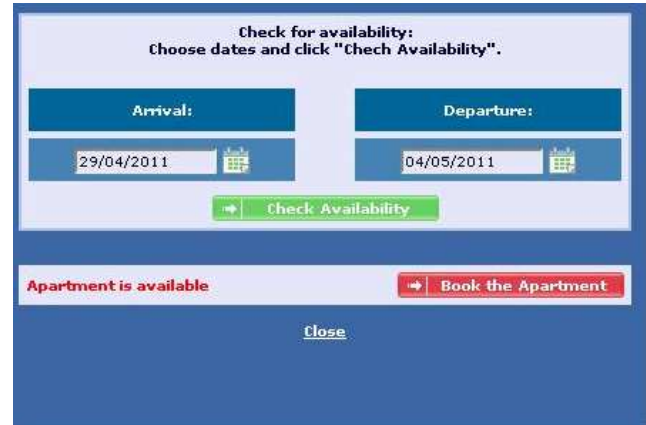 Check for availability:
Choose dates and click "Chech Availability".
Arrival:
Departure:
29/04/2011
04/05/2011
Check Availability
Apartment is available
Book the Apartment
Close